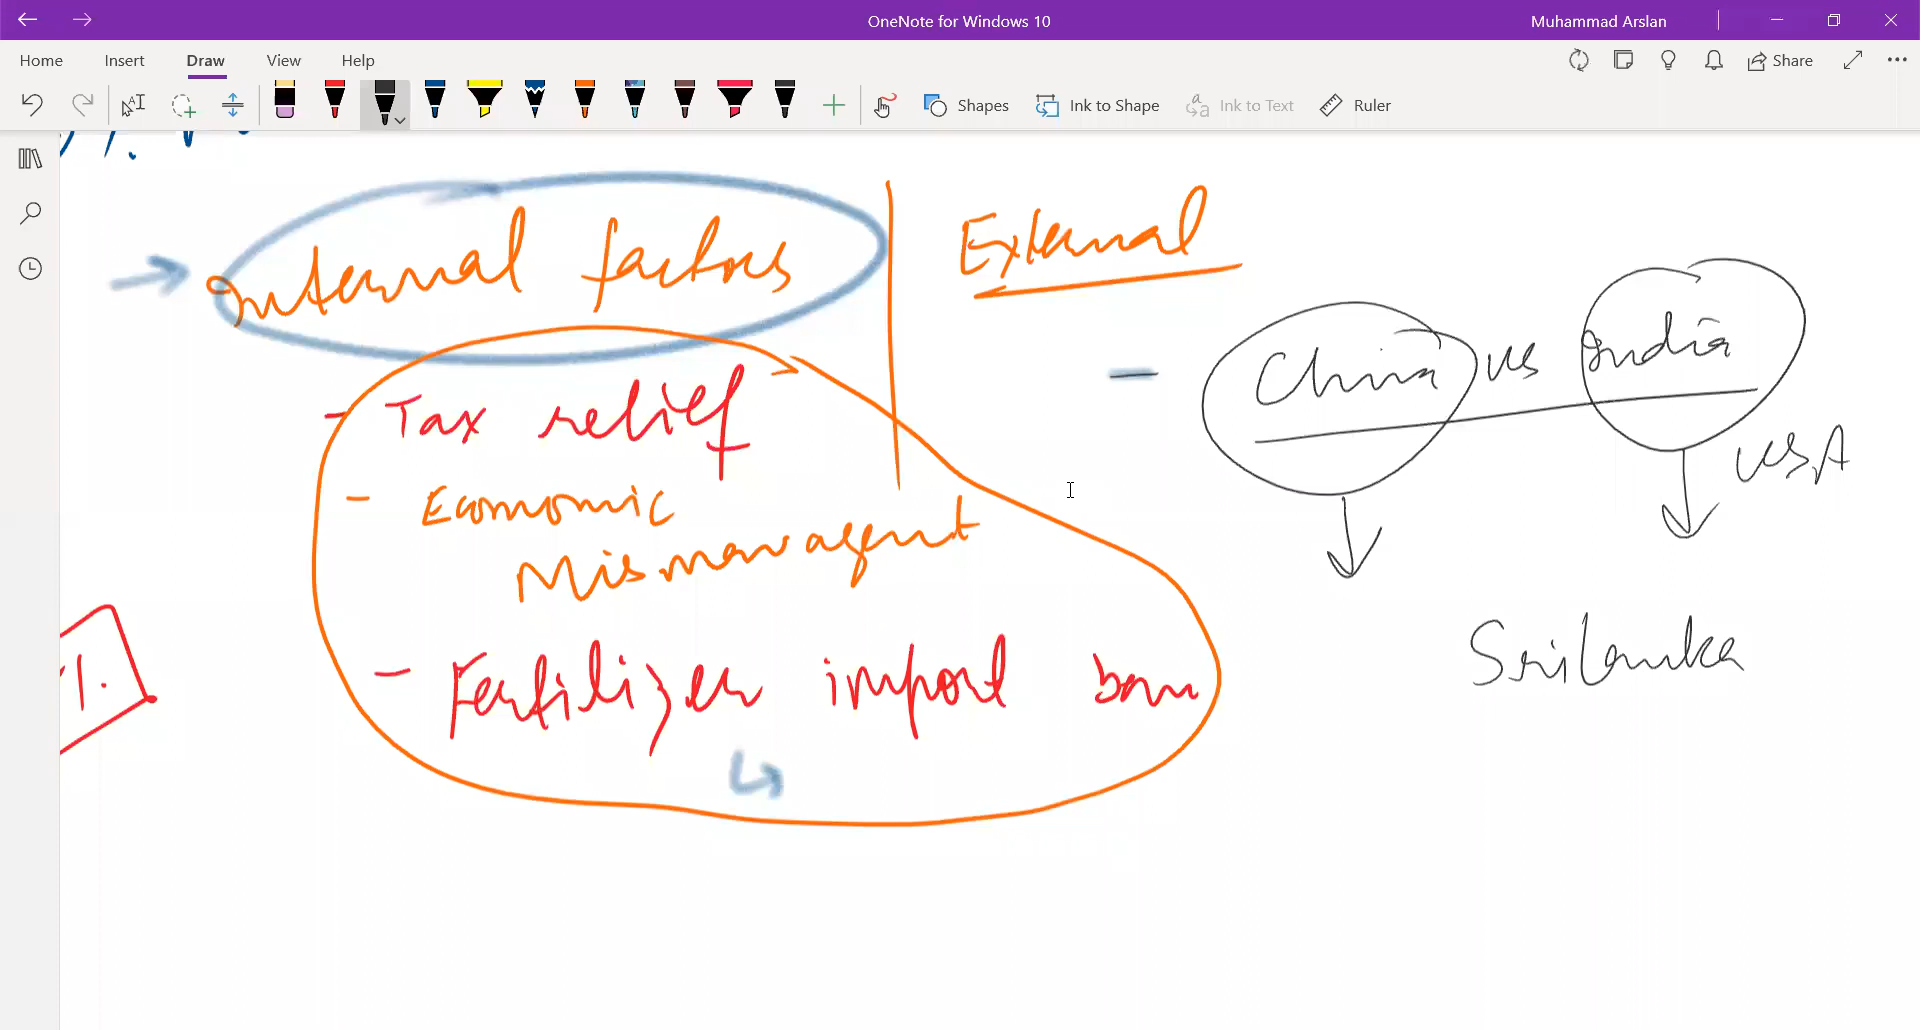 OneNote for Windows 10
Muhammad Arslan
Home Insert Draw View Help
Share
Shapes Ink to Shape Ink to Text Ruler
Internal factors
External
China vs India
USA
- Tax relief
- Economic
Mismanagent
- Fertilizer import ban
Srilanka
1.